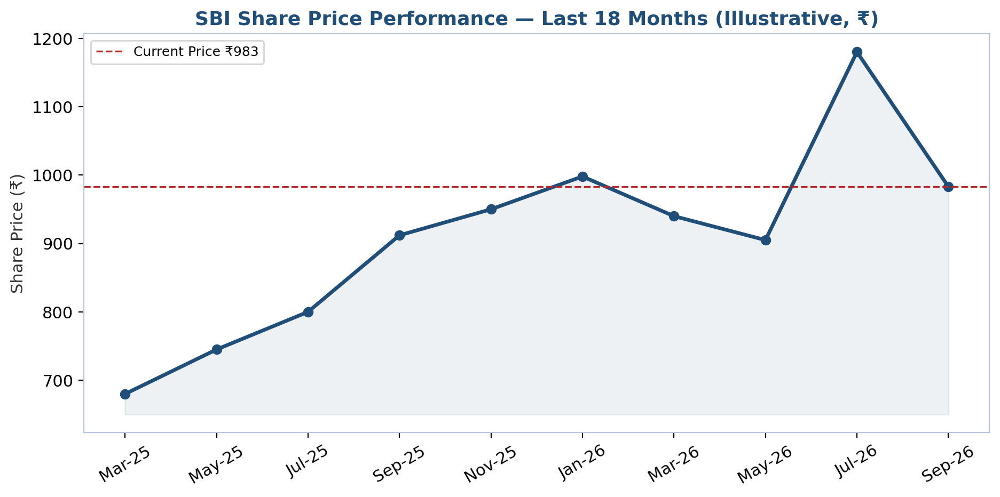 SBI Share Price Performance — Last 18 Months (Illustrative, ₹)
Current Price ₹983
Share Price (₹)
1200
1100
1000
900
800
700
Mar-25
May-25
Jul-25
Sep-25
Nov-25
Jan-26
Mar-26
May-26
Jul-26
Sep-26